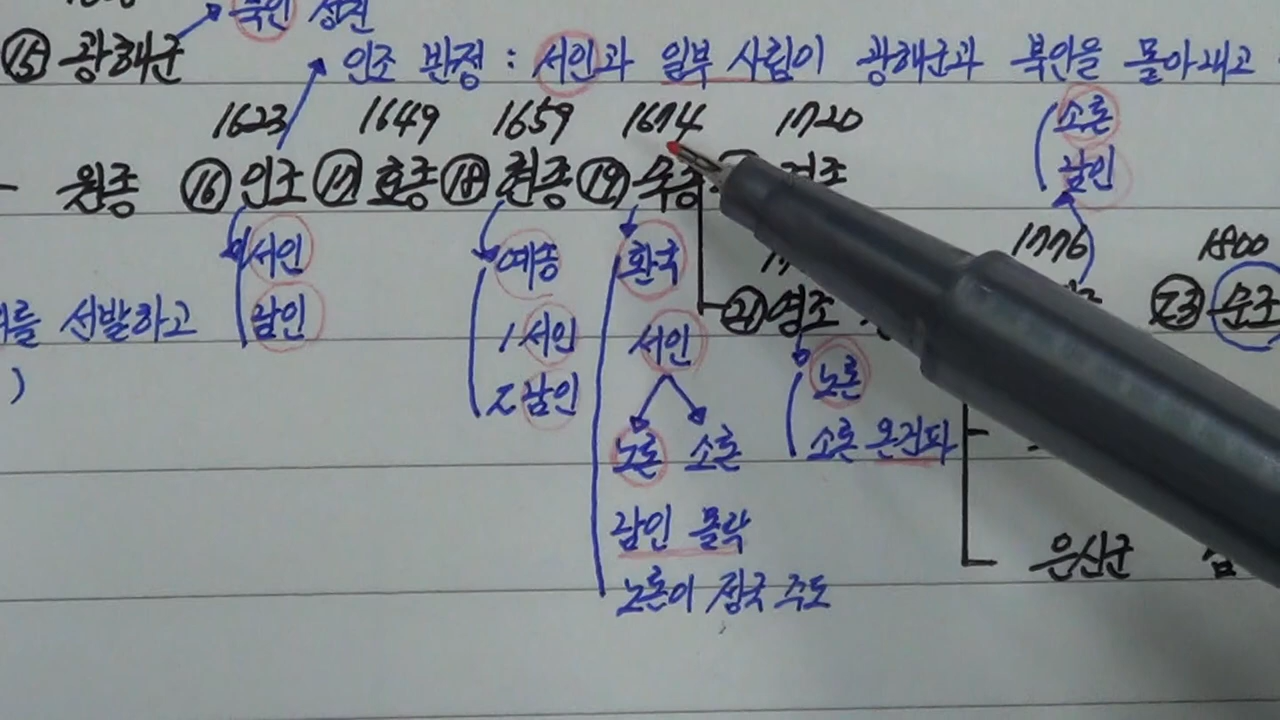 북인 집권
⑮ 광해군
인조 반정 : 서인과 일부 사림이 광해군과 북인을 몰아내고
1623 1649 1659 1674 1720
소론
남인
원종 ⑯ 인조 ⑰ 효종 ⑱ 현종 ⑲ 숙종 경종
1776 1800
서인
남인
예송
1 서인
2 남인
환국
서인
노론 소론
남인 몰락
노론이 정국 주도
㉑ 영조
노론
소론 온건파
㉓ 순조
를 선발하고
)
은신군